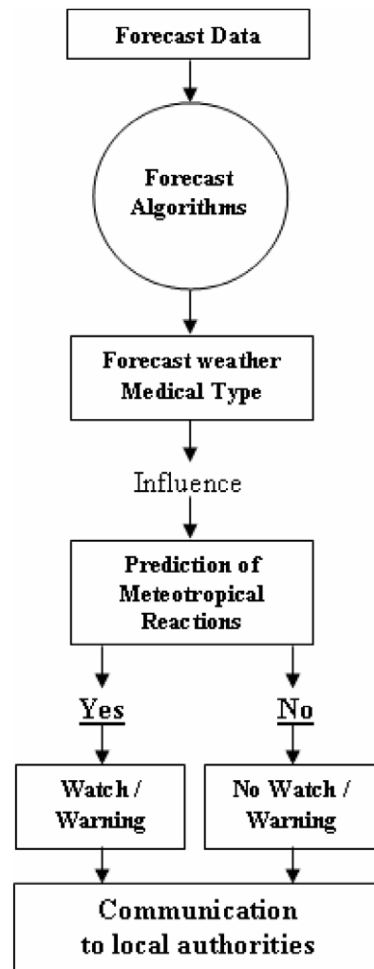 Forecast Data
Forecast
Algorithms
Forecast weather
Medical Type
Influence
Prediction of
Meteotropical
Reactions
Yes
No
Watch /
Warning
No Watch /
Warning
Communication
to local authorities